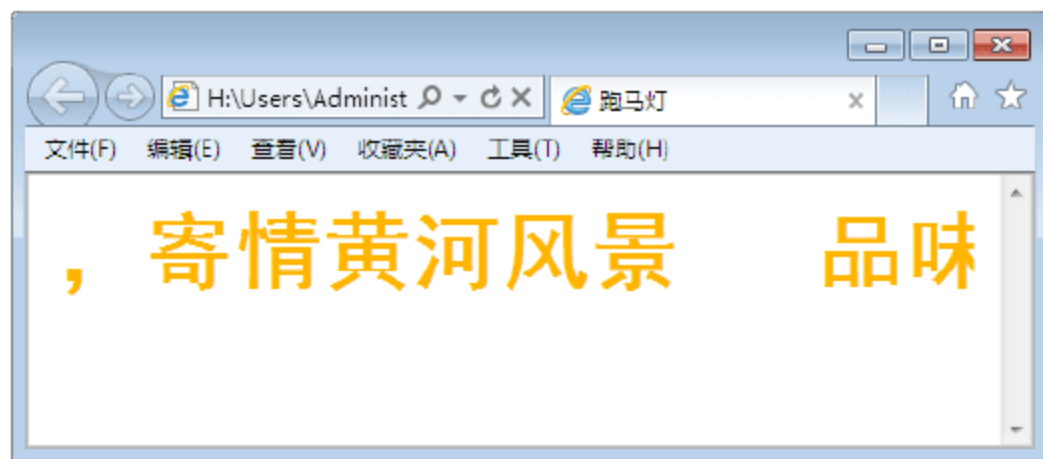 H:\Users\Administ
跑马灯
文件(F) 编辑(E) 查看(V) 收藏夹(A) 工具(T) 帮助(H)
，寄情黄河风景 品味